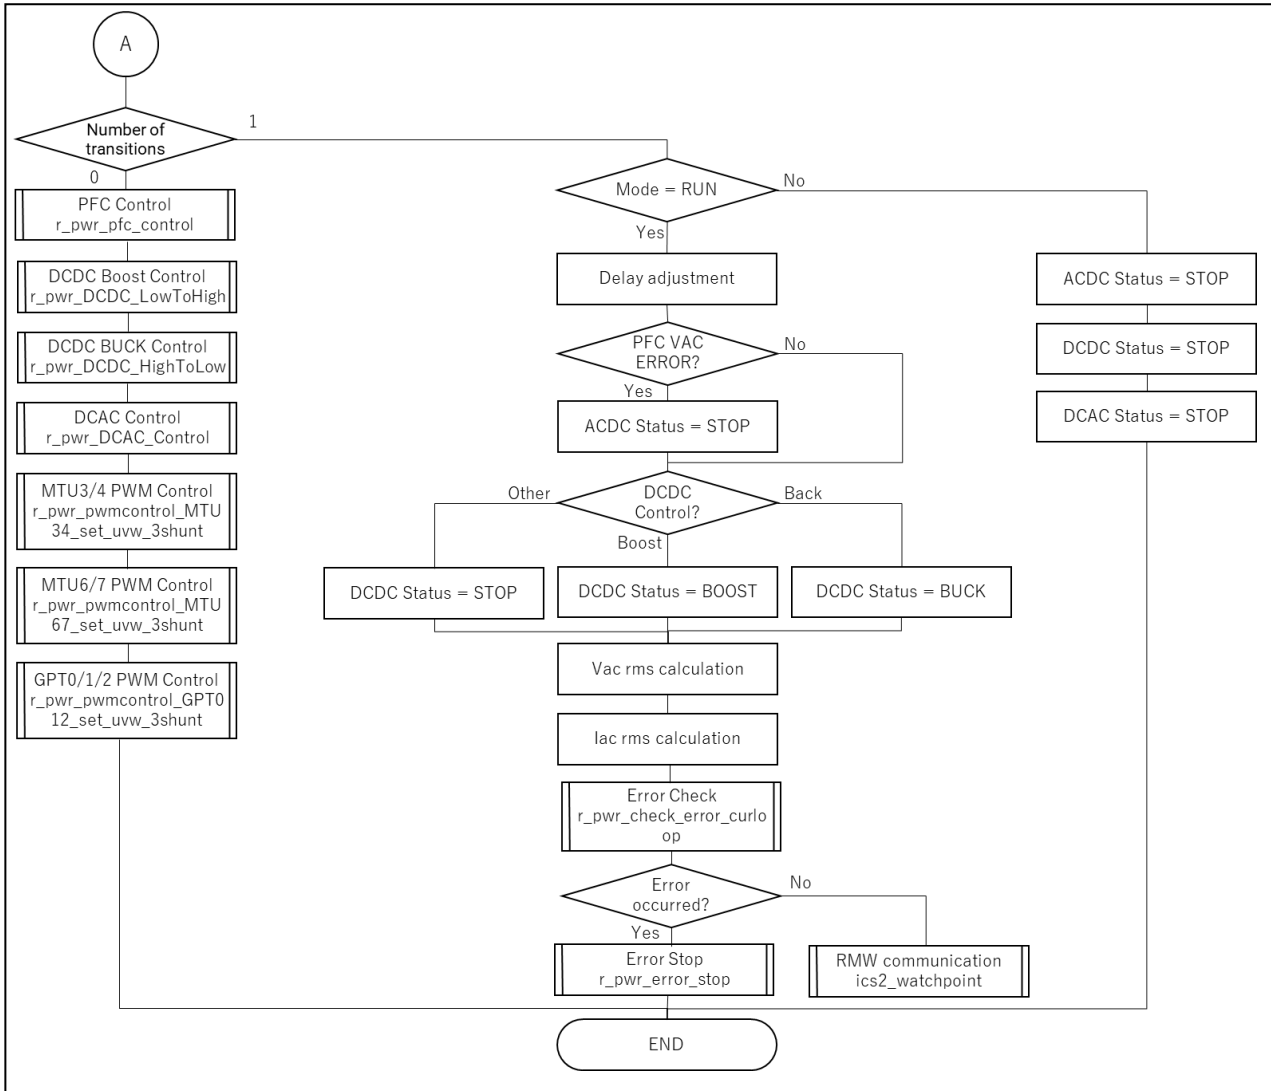 A
Number of
transitions
1
0
PFC Control
r_pwr_pfc_control
DCDC Boost Control
r_pwr_DCDC_LowToHigh
DCDC BUCK Control
r_pwr_DCDC_HighToLow
DCAC Control
r_pwr_DCAC_Control
MTU3/4 PWM Control
r_pwr_pwmcontrol_MTU
34_set_uvw_3shunt
MTU6/7 PWM Control
r_pwr_pwmcontrol_MTU
67_set_uvw_3shunt
GPT0/1/2 PWM Control
r_pwr_pwmcontrol_GPT0
12_set_uvw_3shunt
Mode = RUN
No
Yes
Delay adjustment
PFC VAC
ERROR?
No
Yes
ACDC Status = STOP
DCDC
Control?
Other
Back
Boost
DCDC Status = STOP
DCDC Status = BOOST
DCDC Status = BUCK
Vac rms calculation
Iac rms calculation
Error Check
r_pwr_check_error_curlo
op
Error
occurred?
No
Yes
Error Stop
r_pwr_error_stop
RMW communication
ics2_watchpoint
ACDC Status = STOP
DCDC Status = STOP
DCAC Status = STOP
END